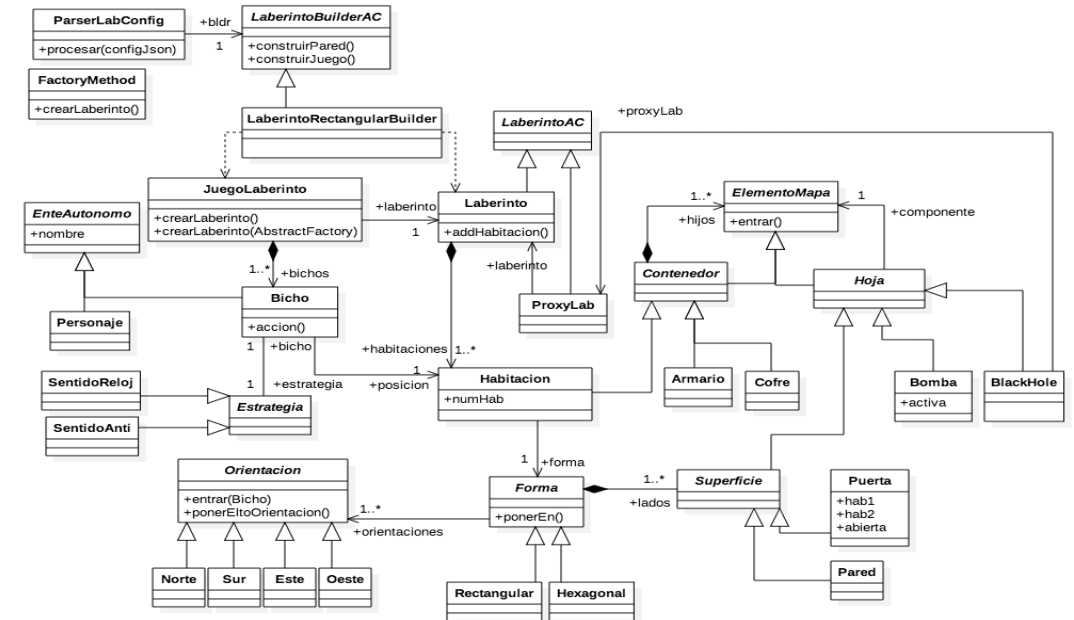 ParserLabConfig
+procesar(configJson)
+bldr
1
LaberintoBuilderAC
+construirPared()
+construirJuego()
FactoryMethod
+crearLaberinto()
LaberintoRectangularBuilder
LaberintoAC
+proxyLab
JuegoLaberinto
+crearLaberinto()
+crearLaberinto(AbstractFactory)
+laberinto
1
Laberinto
+addHabitacion()
1..*
+hijos
ElementoMapa
+entrar()
1
+componente
EnteAutonomo
+nombre
1..*
+bichos
+laberinto
Contenedor
Hoja
Bicho
+accion()
ProxyLab
Personaje
1
+bicho
+habitaciones
1..*
1
+posicion
1
+estrategia
Habitacion
+numHab
Armario
Cofre
Bomba
+activa
BlackHole
SentidoReloj
SentidoAnti
Estrategia
1
+forma
Orientacion
+entrar(Bicho)
+ponerEltoOrientacion()
1..*
+orientaciones
Forma
+ponerEn()
1..*
+lados
Superficie
Puerta
+hab1
+hab2
+abierta
Norte
Sur
Este
Oeste
Rectangular
Hexagonal
Pared